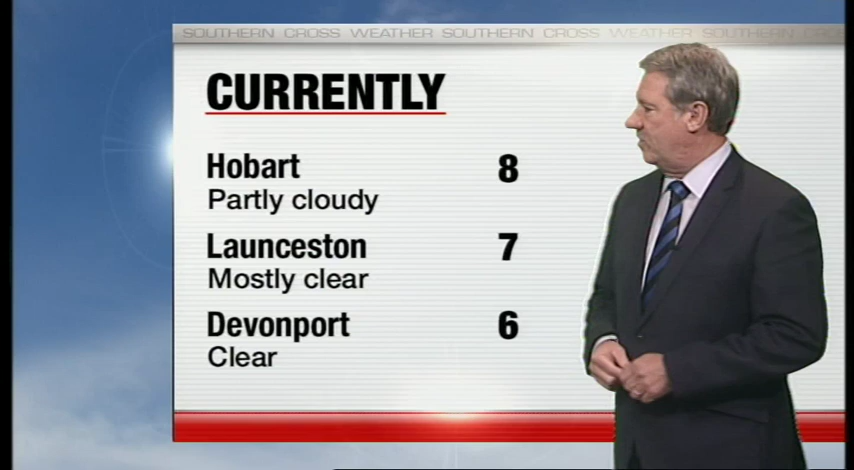 SOUTHERN CROSS WEATHER SOUTHERN CROSS WEATHER SOUTHERN CROSS
CURRENTLY
Hobart 8
Partly cloudy
Launceston 7
Mostly clear
Devonport 6
Clear